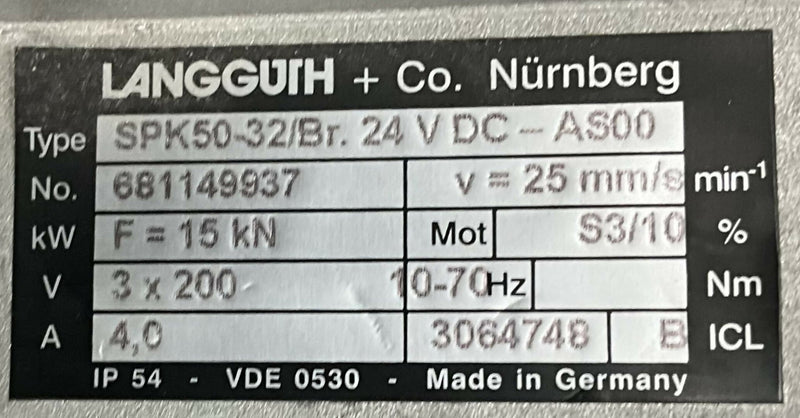 LANGGUTH + Co. Nürnberg
Type SPK50-32/Br. 24 V DC - AS00
No. 681149937 v = 25 mm/s min-1
kW F = 15 kN Mot S3/10 %
V 3 x 200 10-70Hz Nm
A 4,0 3064748 B ICL
IP 54 - VDE 0530 - Made in Germany